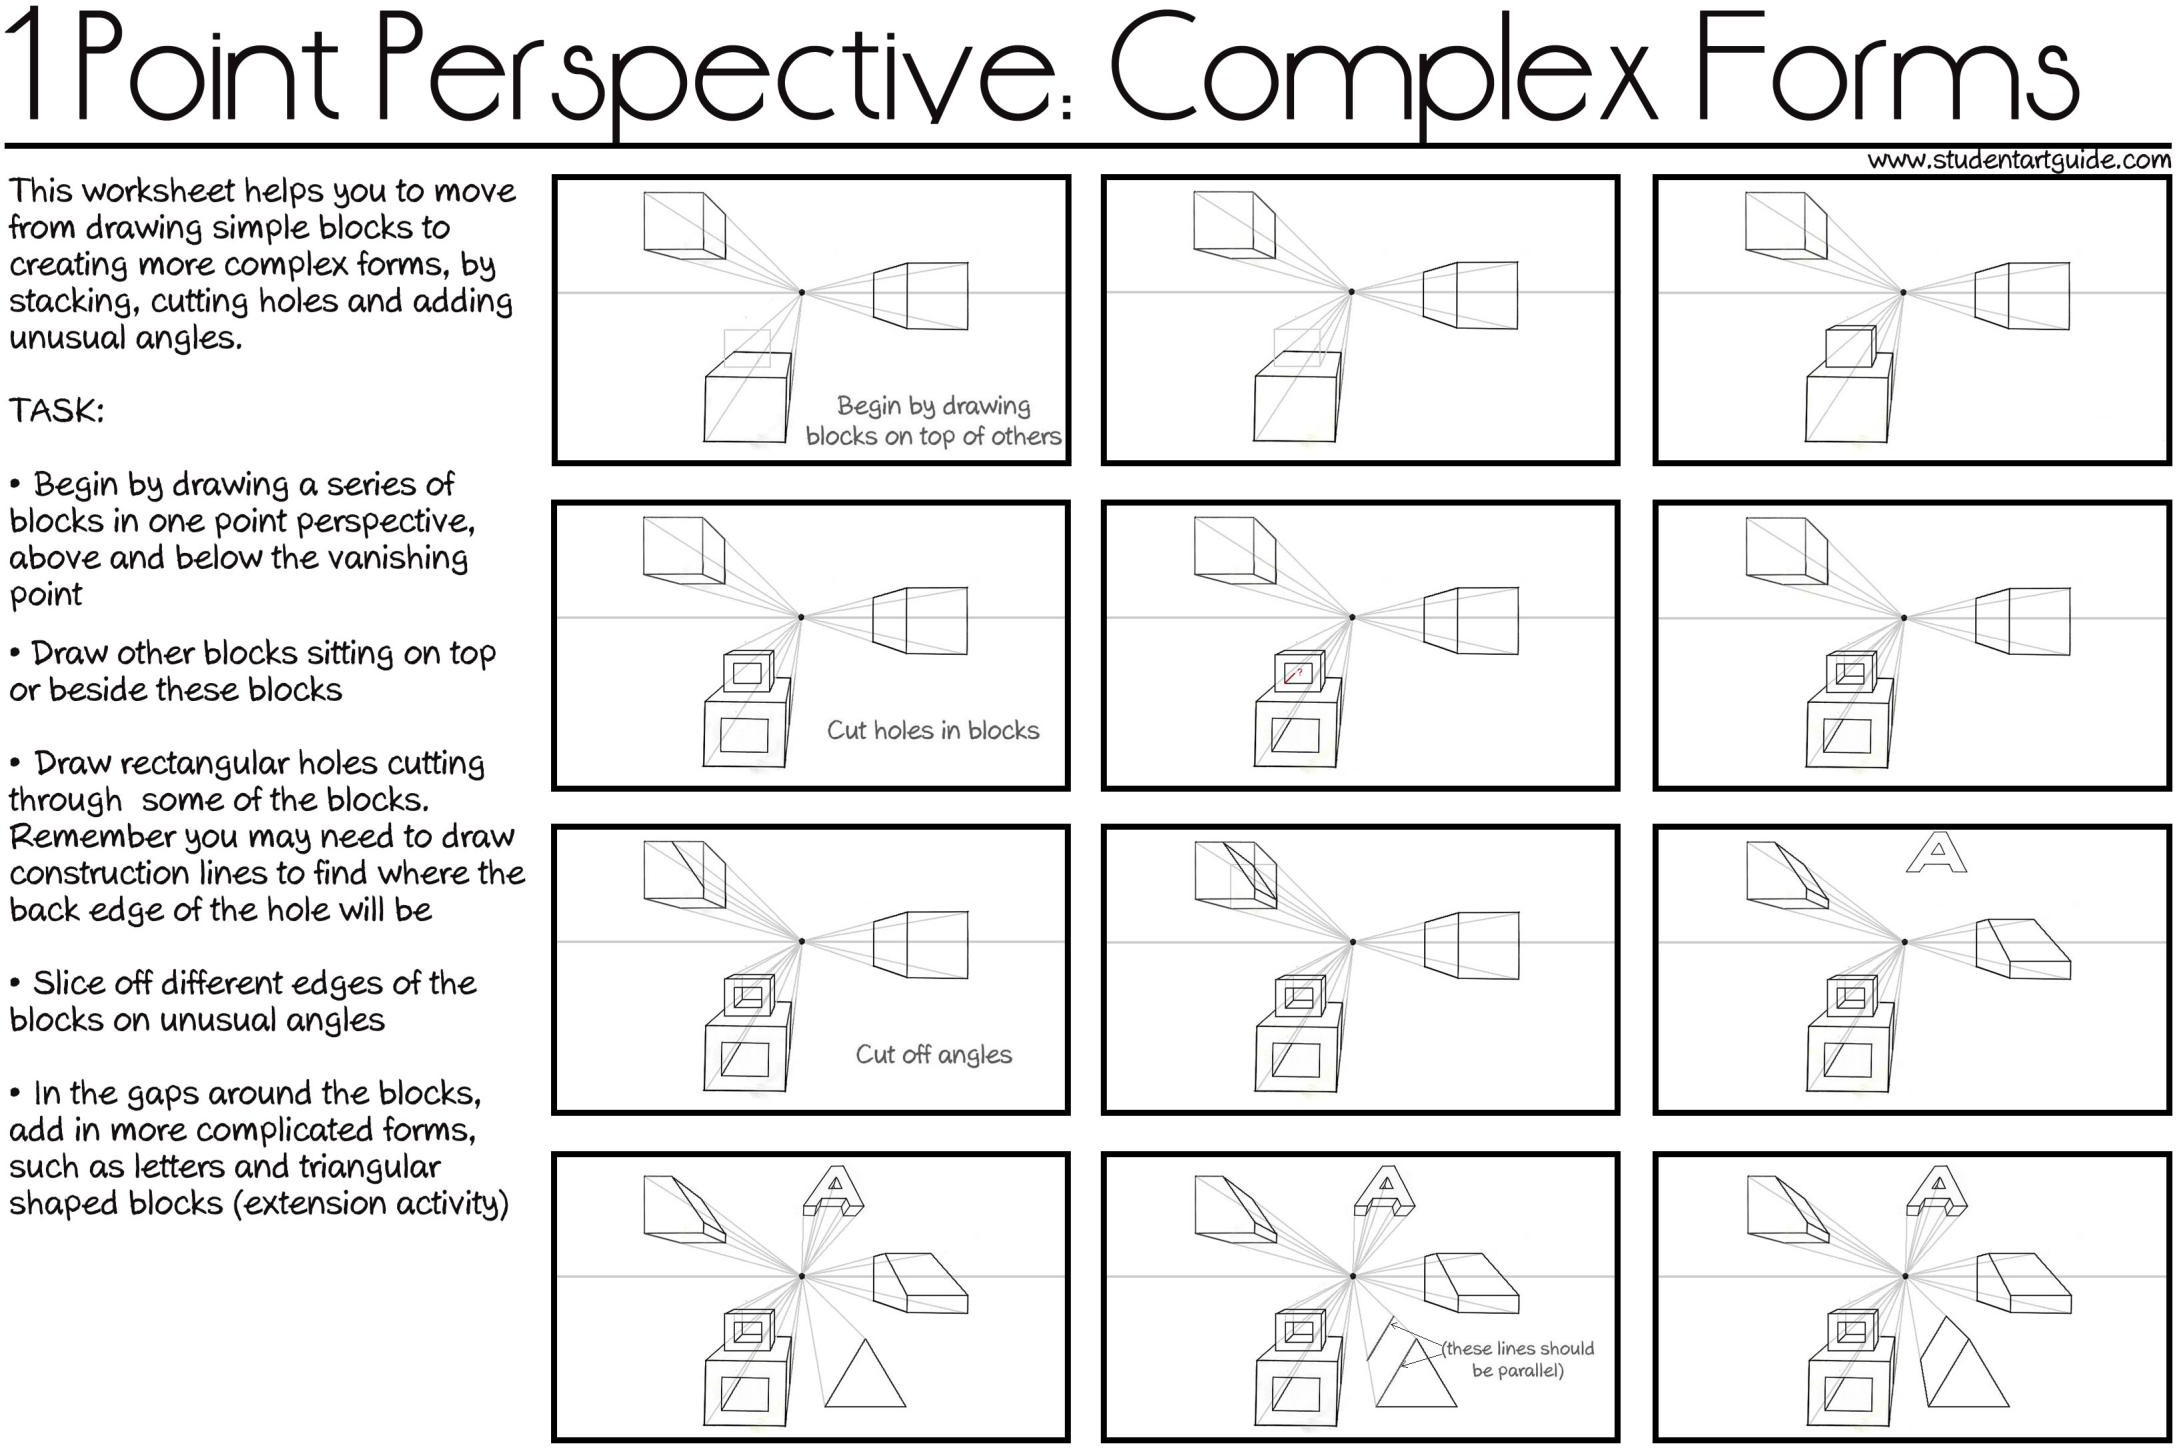 1 Point Perspective: Complex Forms
www.studentartguide.com
This worksheet helps you to move
from drawing simple blocks to
creating more complex forms, by
stacking, cutting holes and adding
unusual angles.
TASK:
• Begin by drawing a series of
blocks in one point perspective,
above and below the vanishing
point
• Draw other blocks sitting on top
or beside these blocks
• Draw rectangular holes cutting
through some of the blocks.
Remember you may need to draw
construction lines to find where the
back edge of the hole will be
• Slice off different edges of the
blocks on unusual angles
• In the gaps around the blocks,
add in more complicated forms,
such as letters and triangular
shaped blocks (extension activity)
Begin by drawing
blocks on top of others
Cut holes in blocks
?
Cut off angles
A
A
A
A
(these lines should
be parallel)